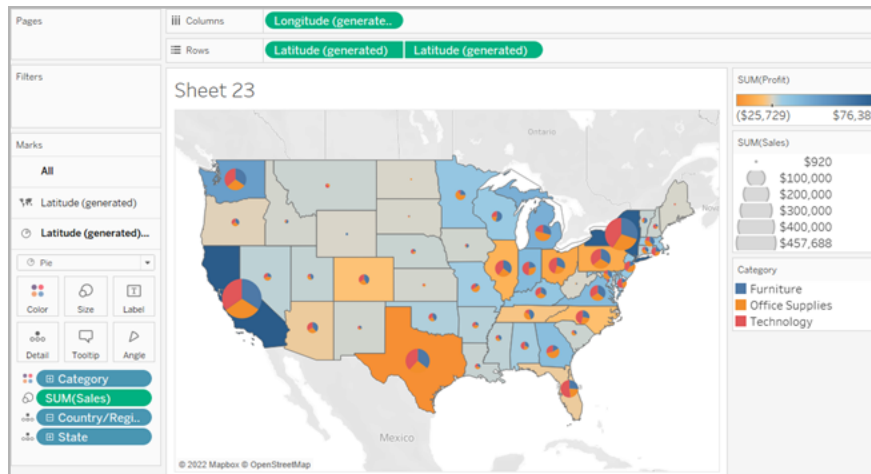 Pages
Columns
Longitude (generate..
Rows
Latitude (generated)
Latitude (generated)
Filters
Marks
All
Latitude (generated)
Latitude (generated)...
Pie
Color
Size
Label
Detail
Tooltip
Angle
Category
SUM(Sales)
Country/Regi..
State
Sheet 23
Ontario
Mexico
© 2022 Mapbox © OpenStreetMap
SUM(Profit)
($25,729)
$76,38
SUM(Sales)
$920
$100,000
$200,000
$300,000
$400,000
$457,688
Category
Furniture
Office Supplies
Technology